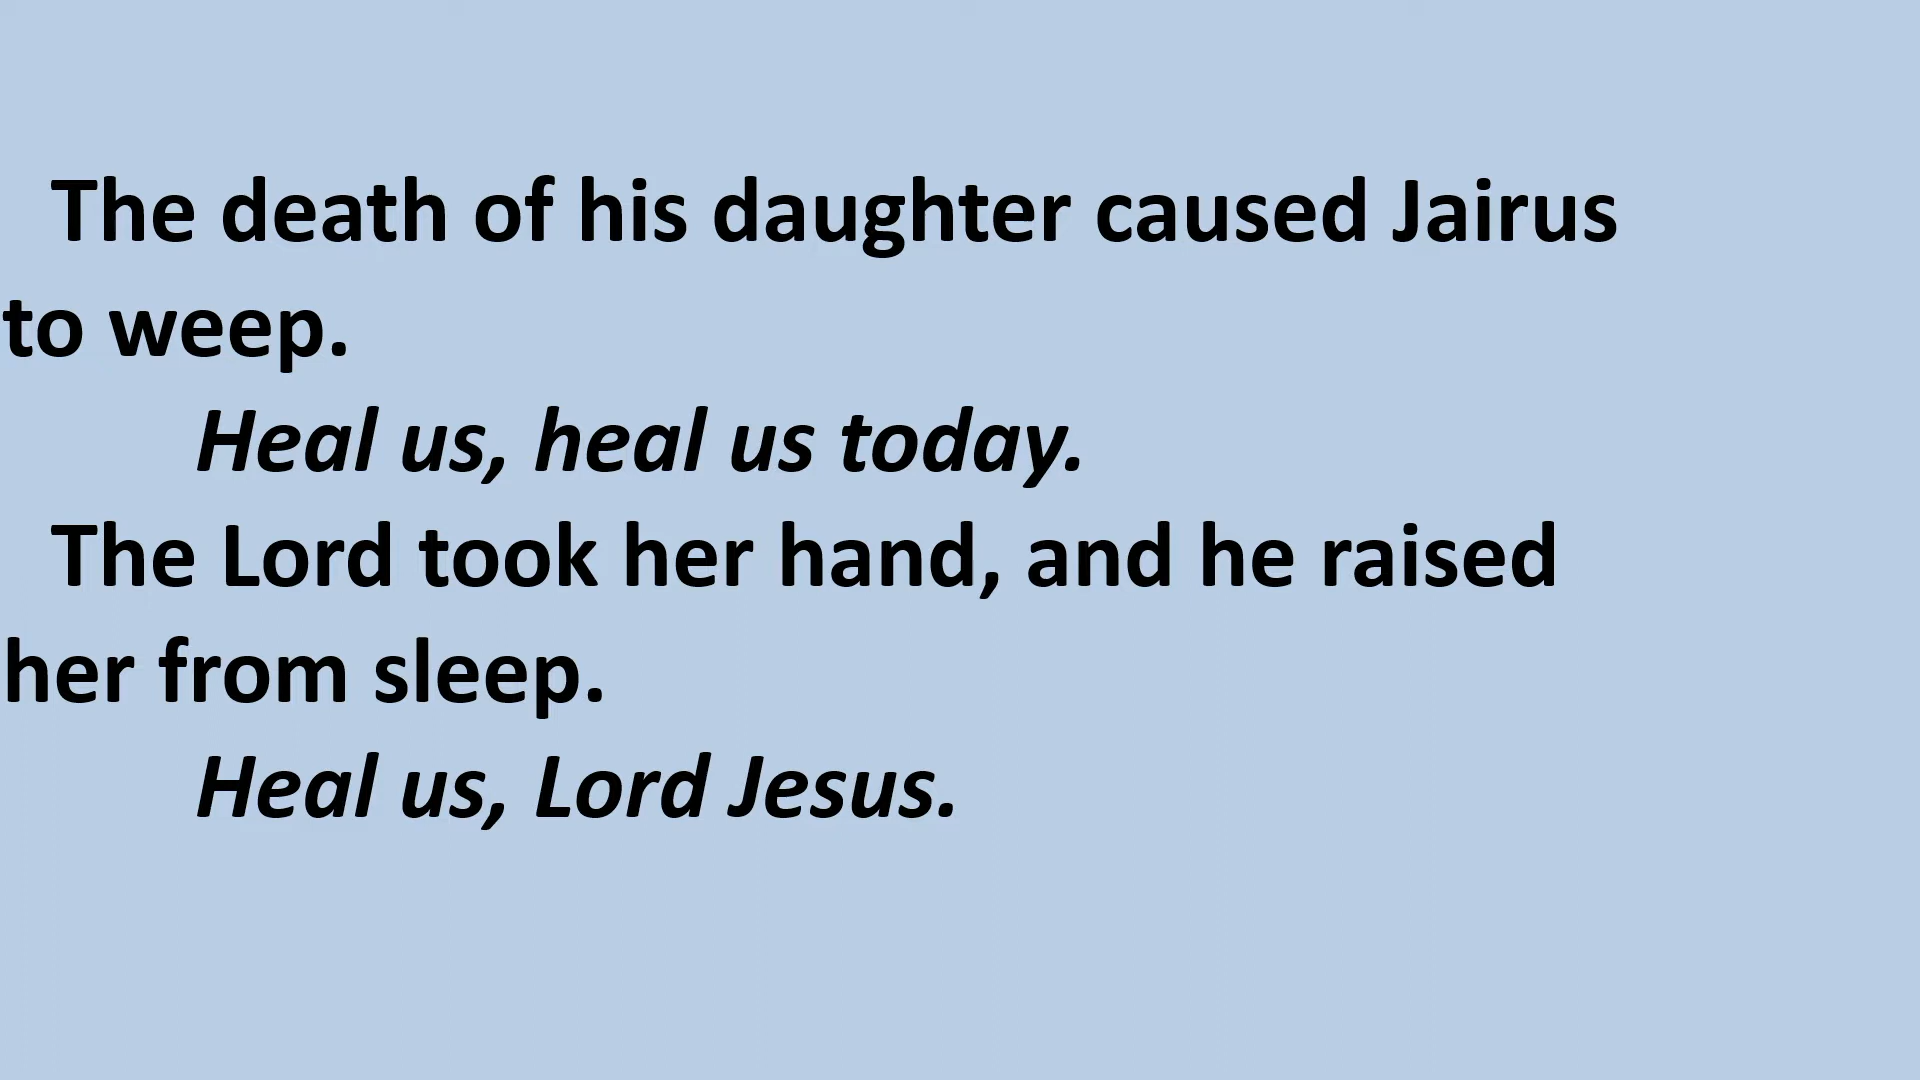 The death of his daughter caused Jairus
to weep.
Heal us, heal us today.
The Lord took her hand, and he raised
her from sleep.
Heal us, Lord Jesus.